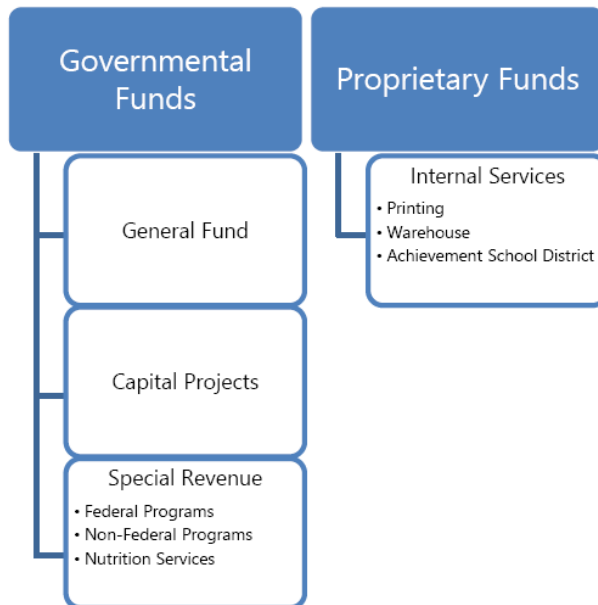 Governmental
Funds
General Fund
Capital Projects
Special Revenue
• Federal Programs
• Non-Federal Programs
• Nutrition Services
Proprietary Funds
Internal Services
• Printing
• Warehouse
• Achievement School District